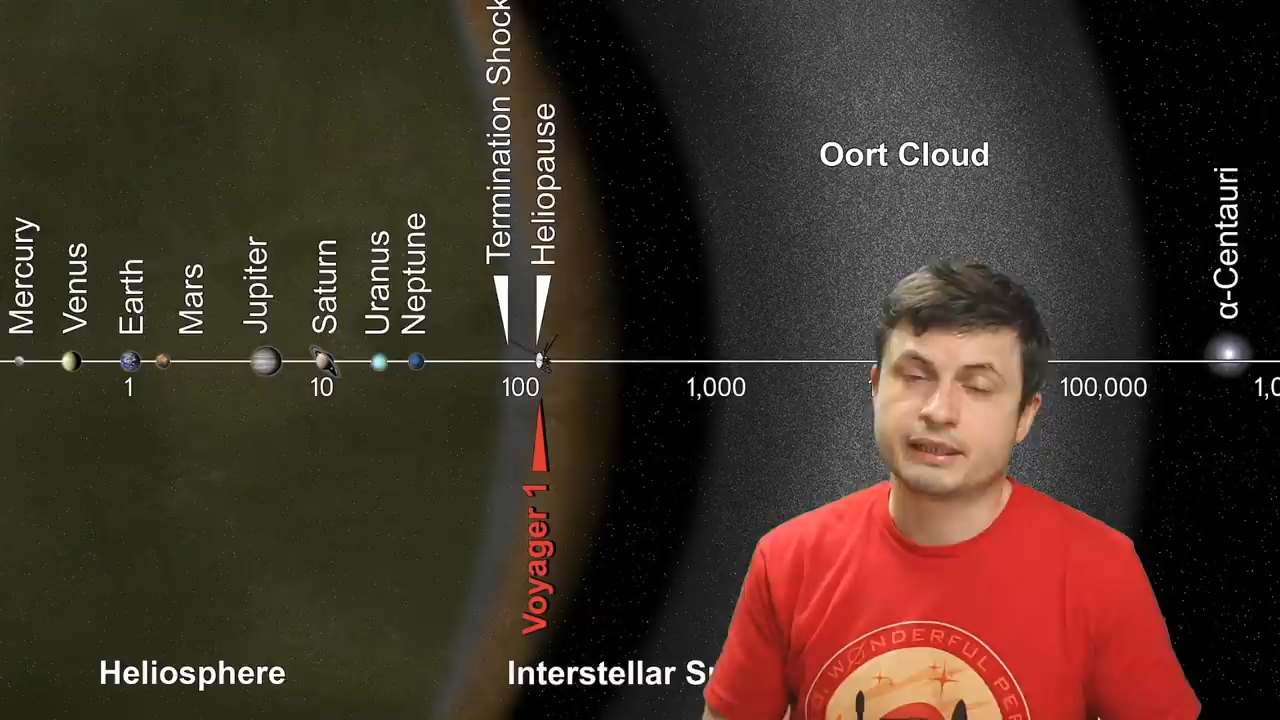 Mercury
Venus
Earth
Mars
Jupiter
Saturn
Uranus
Neptune
Termination Shock
Heliopause
Oort Cloud
α-Centauri
1
10
100
1,000
100,000
Voyager 1
Heliosphere
Interstellar
WONDERFUL